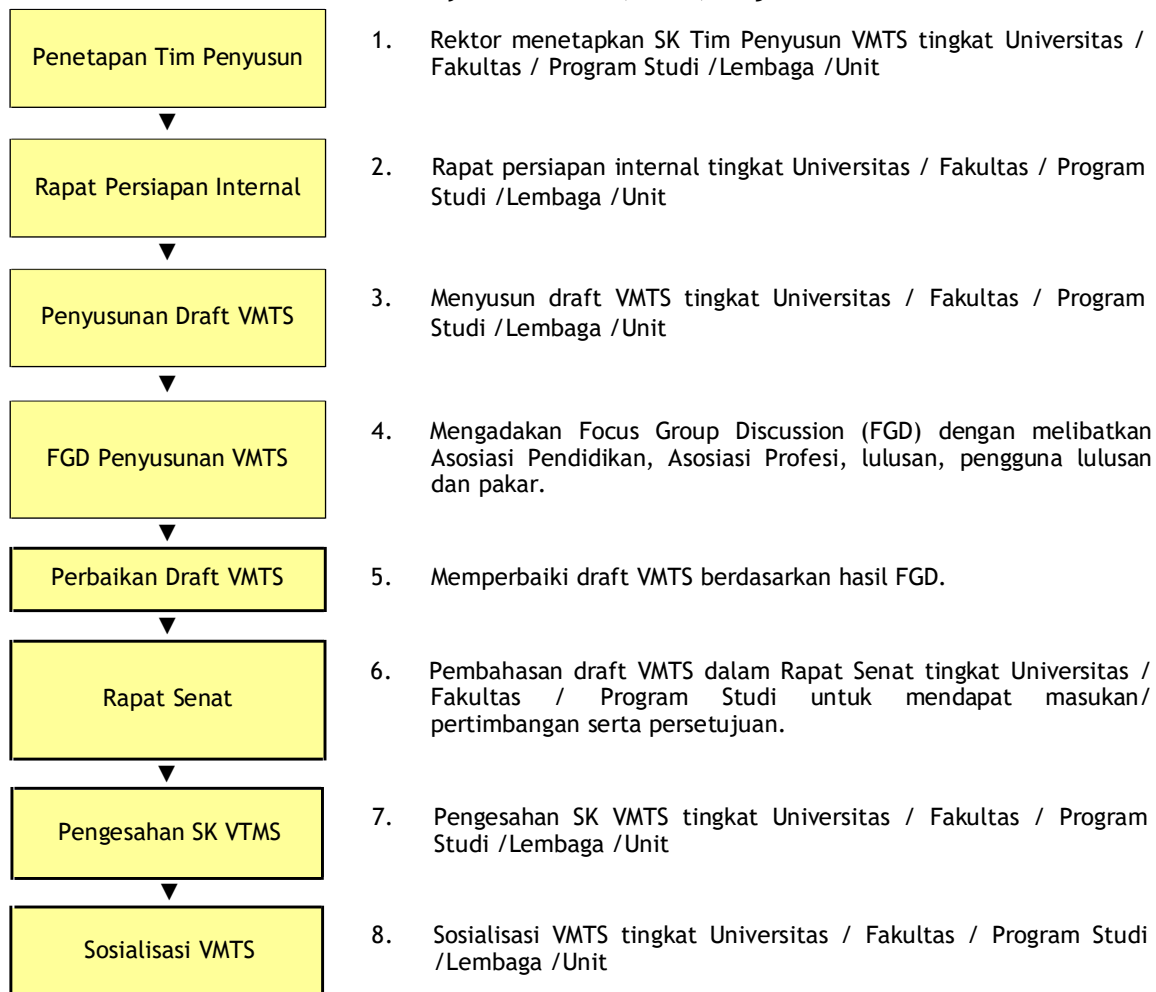 Penetapan Tim Penyusun
1. Rektor menetapkan SK Tim Penyusun VMTS tingkat Universitas /
Fakultas / Program Studi /Lembaga /Unit
▼
Rapat Persiapan Internal
2. Rapat persiapan internal tingkat Universitas / Fakultas / Program
Studi /Lembaga /Unit
▼
Penyusunan Draft VMTS
3. Menyusun draft VMTS tingkat Universitas / Fakultas / Program
Studi /Lembaga /Unit
▼
FGD Penyusunan VMTS
4. Mengadakan Focus Group Discussion (FGD) dengan melibatkan
Asosiasi Pendidikan, Asosiasi Profesi, lulusan, pengguna lulusan
dan pakar.
▼
Perbaikan Draft VMTS
5. Memperbaiki draft VMTS berdasarkan hasil FGD.
▼
Rapat Senat
6. Pembahasan draft VMTS dalam Rapat Senat tingkat Universitas /
Fakultas / Program Studi untuk mendapat masukan/
pertimbangan serta persetujuan.
▼
Pengesahan SK VTMS
7. Pengesahan SK VMTS tingkat Universitas / Fakultas / Program
Studi /Lembaga /Unit
▼
Sosialisasi VMTS
8. Sosialisasi VMTS tingkat Universitas / Fakultas / Program Studi
/Lembaga /Unit